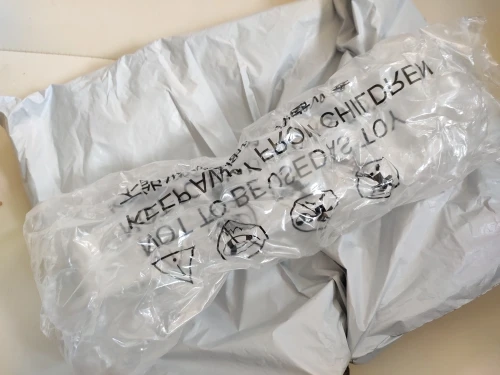 KEEP AWAY FROM CHILDREN
NOT TO BE USED AS TOY